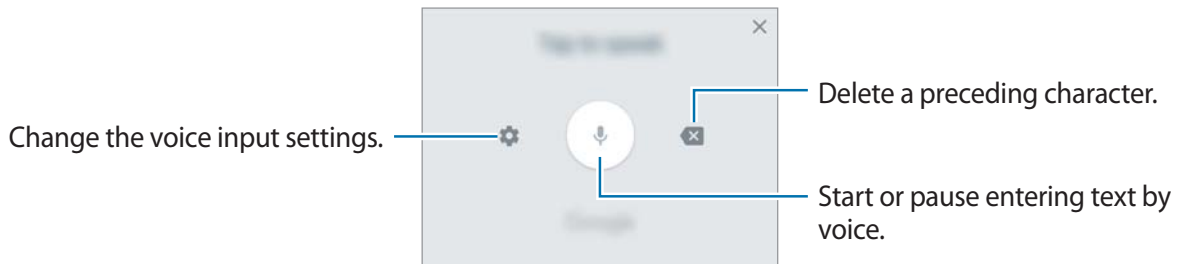 Change the voice input settings.
Delete a preceding character.
Start or pause entering text by
voice.